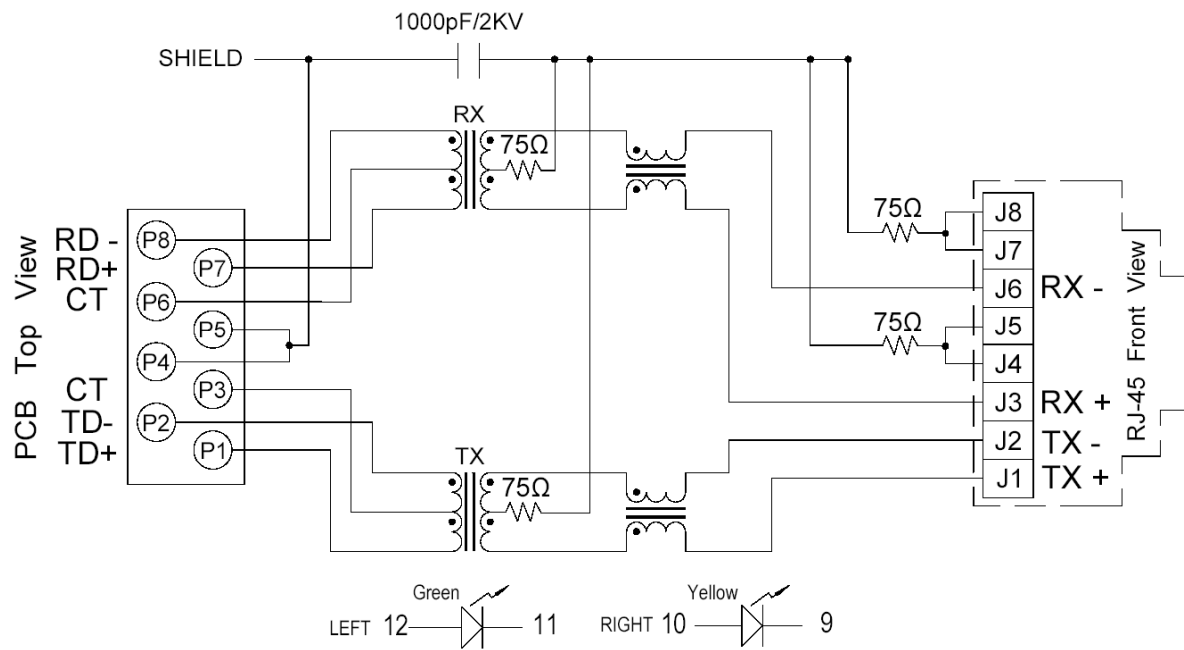 1000pF/2KV
SHIELD
RX
75Ω
75Ω
J8
J7
RD - P8
RD+ P7
CT P6
J6 RX -
P5
75Ω
J5
P4
J4
CT P3
J3 RX +
TD- P2
J2 TX -
TD+ P1
TX
75Ω
J1 TX +
PCB Top View
RJ-45 Front View
Green
LEFT 12 11
Yellow
RIGHT 10 9